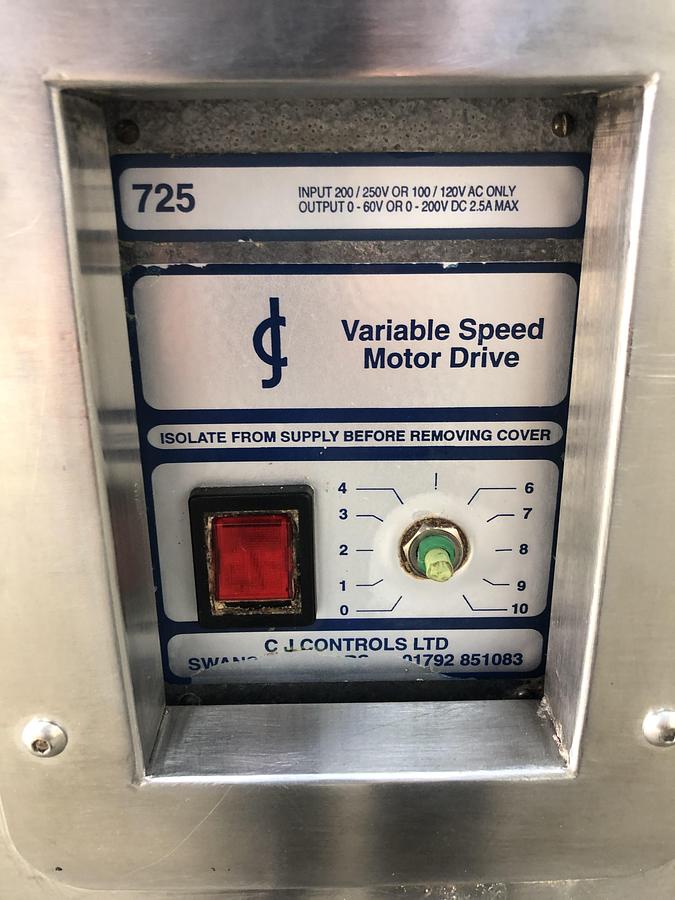 725
INPUT 200 / 250V OR 100 / 120V AC ONLY
OUTPUT 0 - 60V OR 0 - 200V DC 2.5A MAX
Variable Speed
Motor Drive
ISOLATE FROM SUPPLY BEFORE REMOVING COVER
4 6
3 7
2 8
1 9
0 10
C J CONTROLS LTD
01792 851083